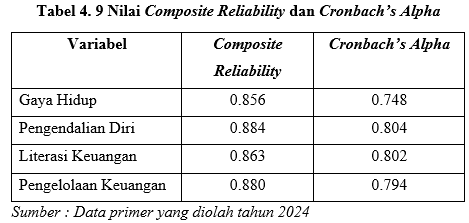 Tabel 4. 9 Nilai Composite Reliability dan Cronbach's Alpha
Variabel Composite Reliability Cronbach's Alpha
Gaya Hidup 0.856 0.748
Pengendalian Diri 0.884 0.804
Literasi Keuangan 0.863 0.802
Pengelolaan Keuangan 0.880 0.794
Sumber : Data primer yang diolah tahun 2024